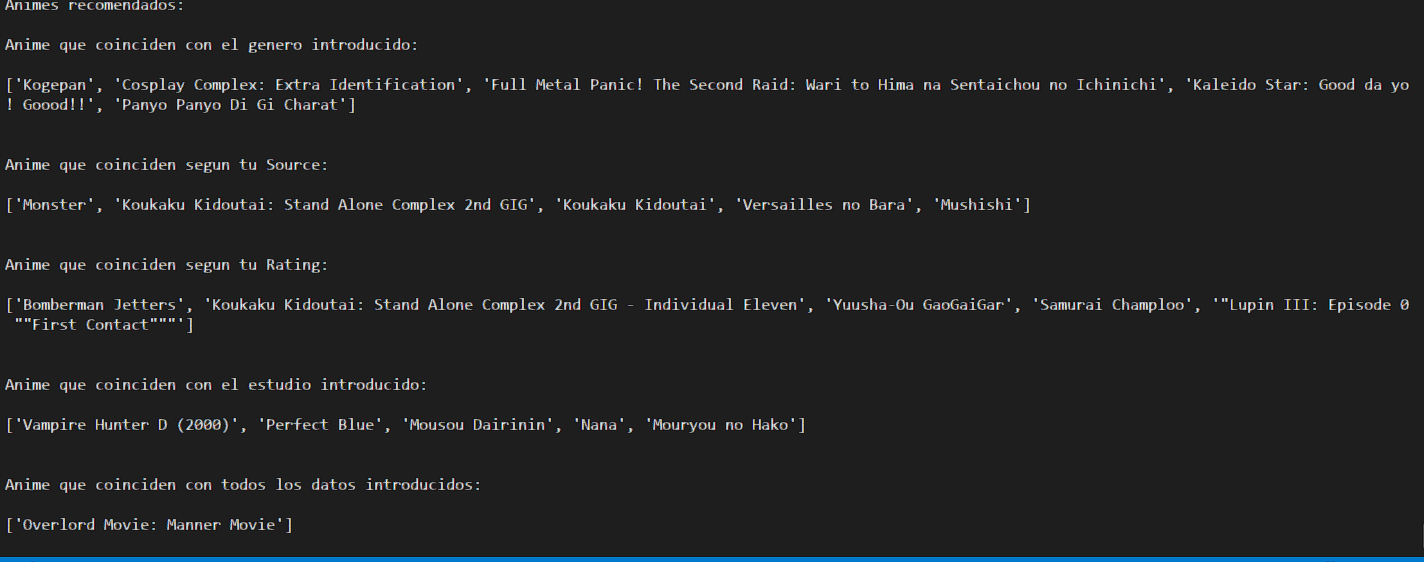 Animes recomendados:
Anime que coinciden con el genero introducido:
['Kogepan', 'Cosplay Complex: Extra Identification', 'Full Metal Panic! The Second Raid: Wari to Hima na Sentaichou no Ichinichi', 'Kaleido Star: Good da yo
! Goood!!', 'Panyo Panyo Di Gi Charat']
Anime que coinciden segun tu Source:
['Monster', 'Koukaku Kidoutai: Stand Alone Complex 2nd GIG', 'Koukaku Kidoutai', 'Versailles no Bara', 'Mushishi']
Anime que coinciden segun tu Rating:
['Bomberman Jetters', 'Koukaku Kidoutai: Stand Alone Complex 2nd GIG - Individual Eleven', 'Yuusha-Ou GaoGaiGar', 'Samurai Champloo', '"Lupin III: Episode 0
 ""First Contact"""']
Anime que coinciden con el estudio introducido:
['Vampire Hunter D (2000)', 'Perfect Blue', 'Mousou Dairinin', 'Nana', 'Mouryou no Hako']
Anime que coinciden con todos los datos introducidos:
['Overlord Movie: Manner Movie']